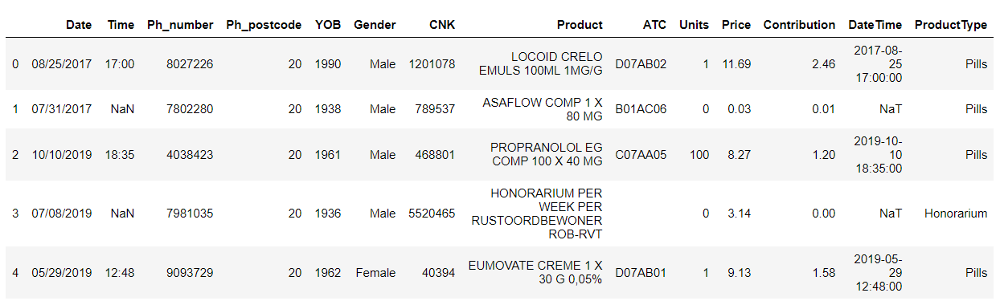 Date Time Ph_number Ph_postcode YOB Gender CNK Product ATC Units Price Contribution DateTime ProductType
0 08/25/2017 17:00 8027226 20 1990 Male 1201078 LOCOID CRELO EMULS 100ML 1MG/G D07AB02 1 11.69 2.46 2017-08-25 17:00:00 Pills
1 07/31/2017 NaN 7802280 20 1938 Male 789537 ASAFLOW COMP 1 X 80 MG B01AC06 0 0.03 0.01 NaT Pills
2 10/10/2019 18:35 4038423 20 1961 Male 468801 PROPRANOLOL EG COMP 100 X 40 MG C07AA05 100 8.27 1.20 2019-10-10 18:35:00 Pills
3 07/08/2019 NaN 7981035 20 1936 Male 5520465 HONORARIUM PER WEEK PER RUSTOORDBEWONER ROB-RVT 0 3.14 0.00 NaT Honorarium
4 05/29/2019 12:48 9093729 20 1962 Female 40394 EUMOVATE CREME 1 X 30 G 0,05% D07AB01 1 9.13 1.58 2019-05-29 12:48:00 Pills